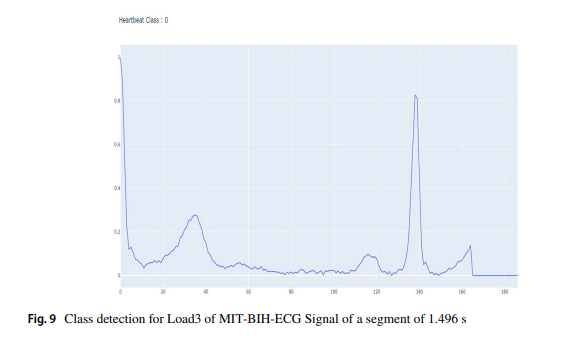 Heartbeat Class : 0
1
0.8
0.6
0.4
0.2
0
0 20 40 60 80 100 120 140 160 180
Fig. 9 Class detection for Load3 of MIT-BIH-ECG Signal of a segment of 1.496 s